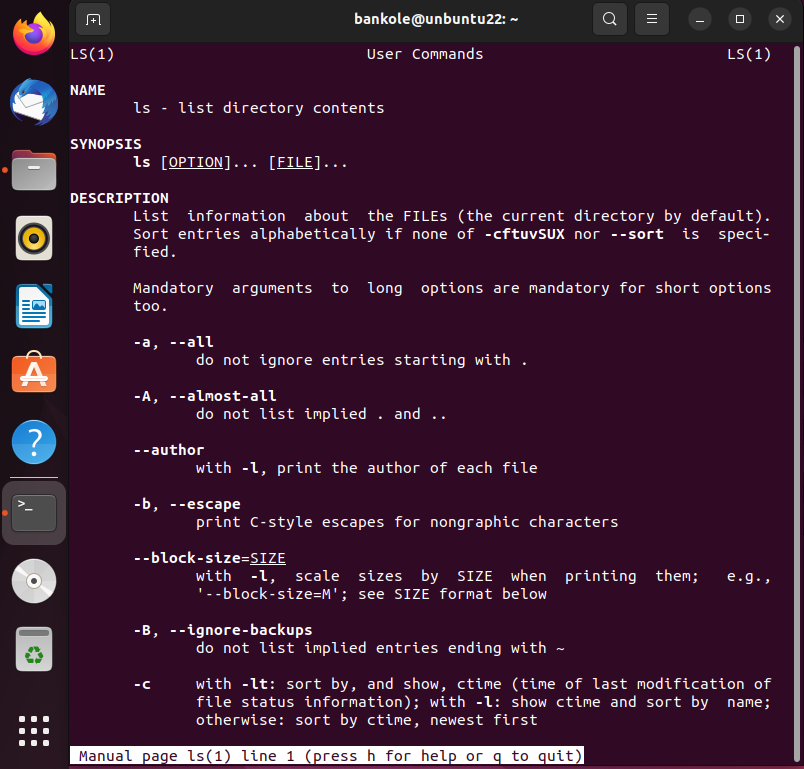 bankole@unbuntu22: ~
LS(1) User Commands LS(1)
NAME
ls - list directory contents
SYNOPSIS
ls [OPTION]... [FILE]...
DESCRIPTION
List information about the FILEs (the current directory by default).
Sort entries alphabetically if none of -cftuvSUX nor --sort is speci-
fied.
Mandatory arguments to long options are mandatory for short options
too.
-a, --all
do not ignore entries starting with .
-A, --almost-all
do not list implied . and ..
--author
with -l, print the author of each file
-b, --escape
print C-style escapes for nongraphic characters
--block-size=SIZE
with -l, scale sizes by SIZE when printing them; e.g.,
'--block-size=M'; see SIZE format below
-B, --ignore-backups
do not list implied entries ending with ~
-c with -lt: sort by, and show, ctime (time of last modification of
file status information); with -l: show ctime and sort by name;
otherwise: sort by ctime, newest first
Manual page ls(1) line 1 (press h for help or q to quit)